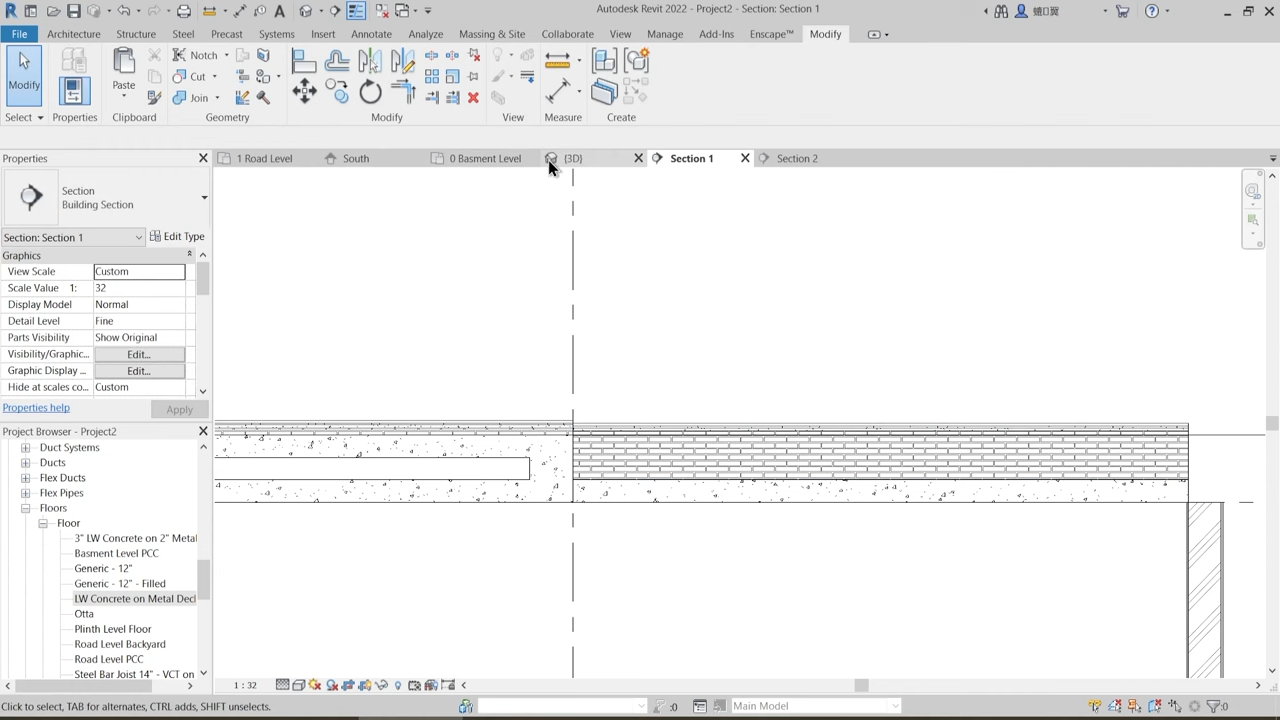 Autodesk Revit 2022 - Project2 - Section: Section 1
File Architecture Structure Steel Precast Systems Insert Annotate Analyze Massing & Site Collaborate View Manage Add-Ins Enscape™ Modify
Modify
Paste
Notch
Cut
Join
Select Properties Clipboard Geometry Modify View Measure Create
Properties
1 Road Level South 0 Basment Level {3D} Section 1 Section 2
Section
Building Section
Section: Section 1 Edit Type
Graphics
View Scale Custom
Scale Value 1: 32
Display Model Normal
Detail Level Fine
Parts Visibility Show Original
Visibility/Graphic... Edit...
Graphic Display ... Edit...
Hide at scales co... Custom
Properties help Apply
Project Browser - Project2
Duct Systems
Ducts
Flex Ducts
Flex Pipes
Floors
Floor
3" LW Concrete on 2" Metal
Basment Level PCC
Generic - 12"
Generic - 12" - Filled
LW Concrete on Metal Deck
Otta
Plinth Level Floor
Road Level Backyard
Road Level PCC
Steel Bar Joist 14" - VCT on
1 : 32
Click to select, TAB for alternates, CTRL adds, SHIFT unselects. :0 Main Model :0